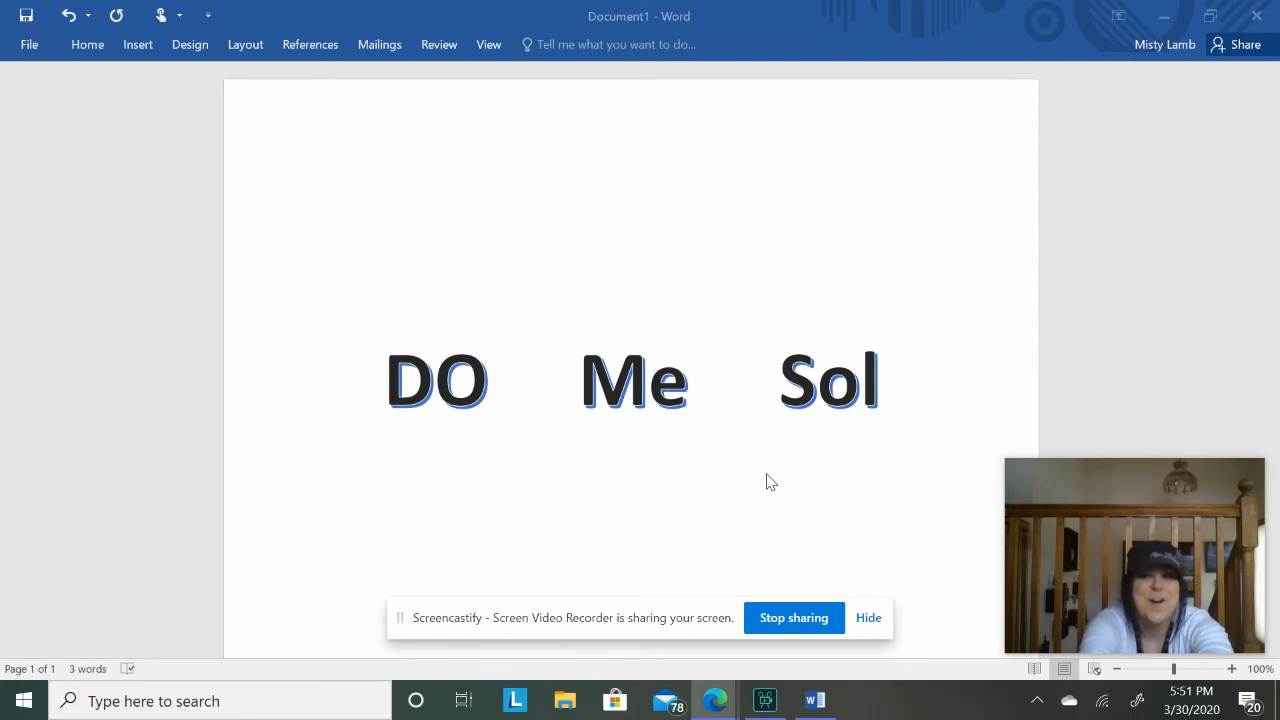 Document1 - Word
File Home Insert Design Layout References Mailings Review View Tell me what you want to do... Misty Lamb Share
DO Me Sol
Screencastify - Screen Video Recorder is sharing your screen. Stop sharing Hide
Page 1 of 1 3 words 100%
Type here to search L 78 W 5:51 PM
3/30/2020 20